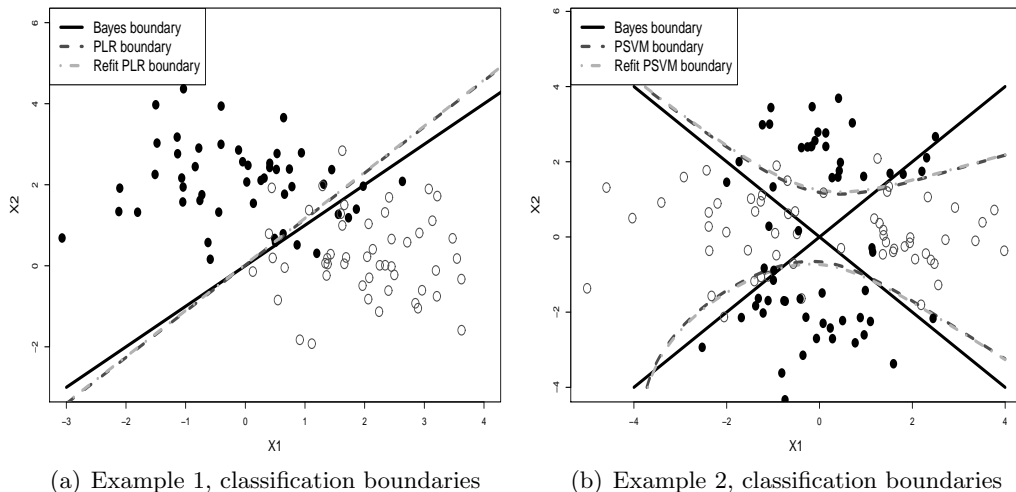 Bayes boundary
PLR boundary
Refit PLR boundary
X2
6
4
2
0
−2
−3 −2 −1 0 1 2 3 4
X1
(a) Example 1, classification boundaries
Bayes boundary
PSVM boundary
Refit PSVM boundary
X2
6
4
2
0
−2
−4
−4 −2 0 2 4
X1
(b) Example 2, classification boundaries